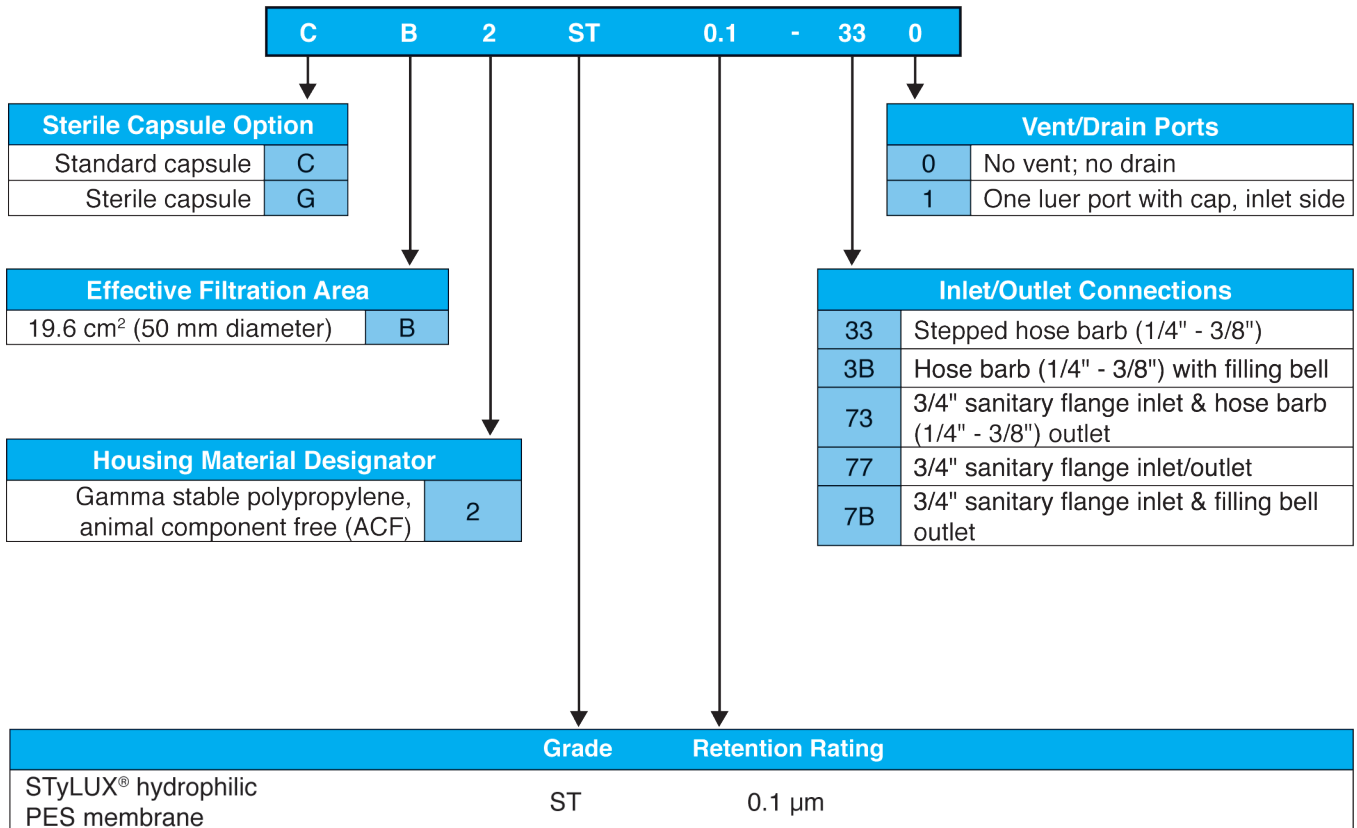 C B 2 ST 0.1 - 33 0
Sterile Capsule Option
Standard capsule C
Sterile capsule G
Vent/Drain Ports
0 No vent; no drain
1 One luer port with cap, inlet side
Effective Filtration Area
19.6 cm² (50 mm diameter) B
Inlet/Outlet Connections
33 Stepped hose barb (1/4" - 3/8")
3B Hose barb (1/4" - 3/8") with filling bell
73 3/4" sanitary flange inlet & hose barb
(1/4" - 3/8") outlet
77 3/4" sanitary flange inlet/outlet
7B 3/4" sanitary flange inlet & filling bell
outlet
Housing Material Designator
Gamma stable polypropylene,
animal component free (ACF) 2
Grade Retention Rating
STyLUX® hydrophilic
PES membrane ST 0.1 µm